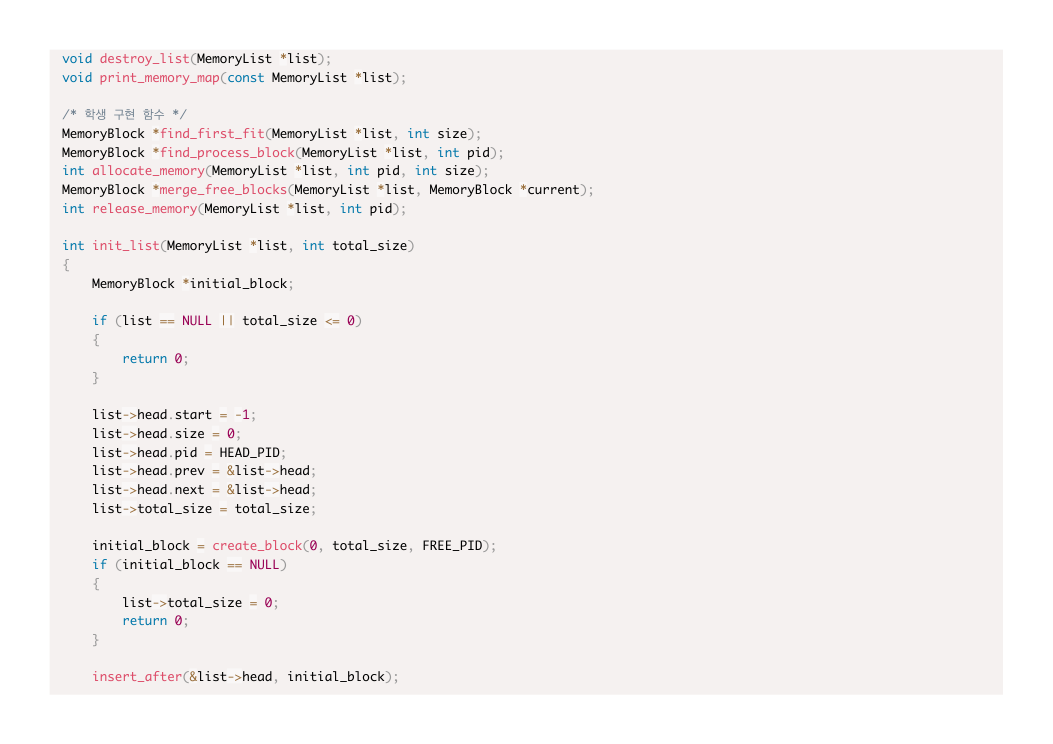 void destroy_list(MemoryList *list);
void print_memory_map(const MemoryList *list);

/* 학생 구현 함수 */
MemoryBlock *find_first_fit(MemoryList *list, int size);
MemoryBlock *find_process_block(MemoryList *list, int pid);
int allocate_memory(MemoryList *list, int pid, int size);
MemoryBlock *merge_free_blocks(MemoryList *list, MemoryBlock *current);
int release_memory(MemoryList *list, int pid);

int init_list(MemoryList *list, int total_size)
{
    MemoryBlock *initial_block;

    if (list == NULL || total_size <= 0)
    {
        return 0;
    }

    list->head.start = -1;
    list->head.size = 0;
    list->head.pid = HEAD_PID;
    list->head.prev = &list->head;
    list->head.next = &list->head;
    list->total_size = total_size;

    initial_block = create_block(0, total_size, FREE_PID);
    if (initial_block == NULL)
    {
        list->total_size = 0;
        return 0;
    }

    insert_after(&list->head, initial_block);